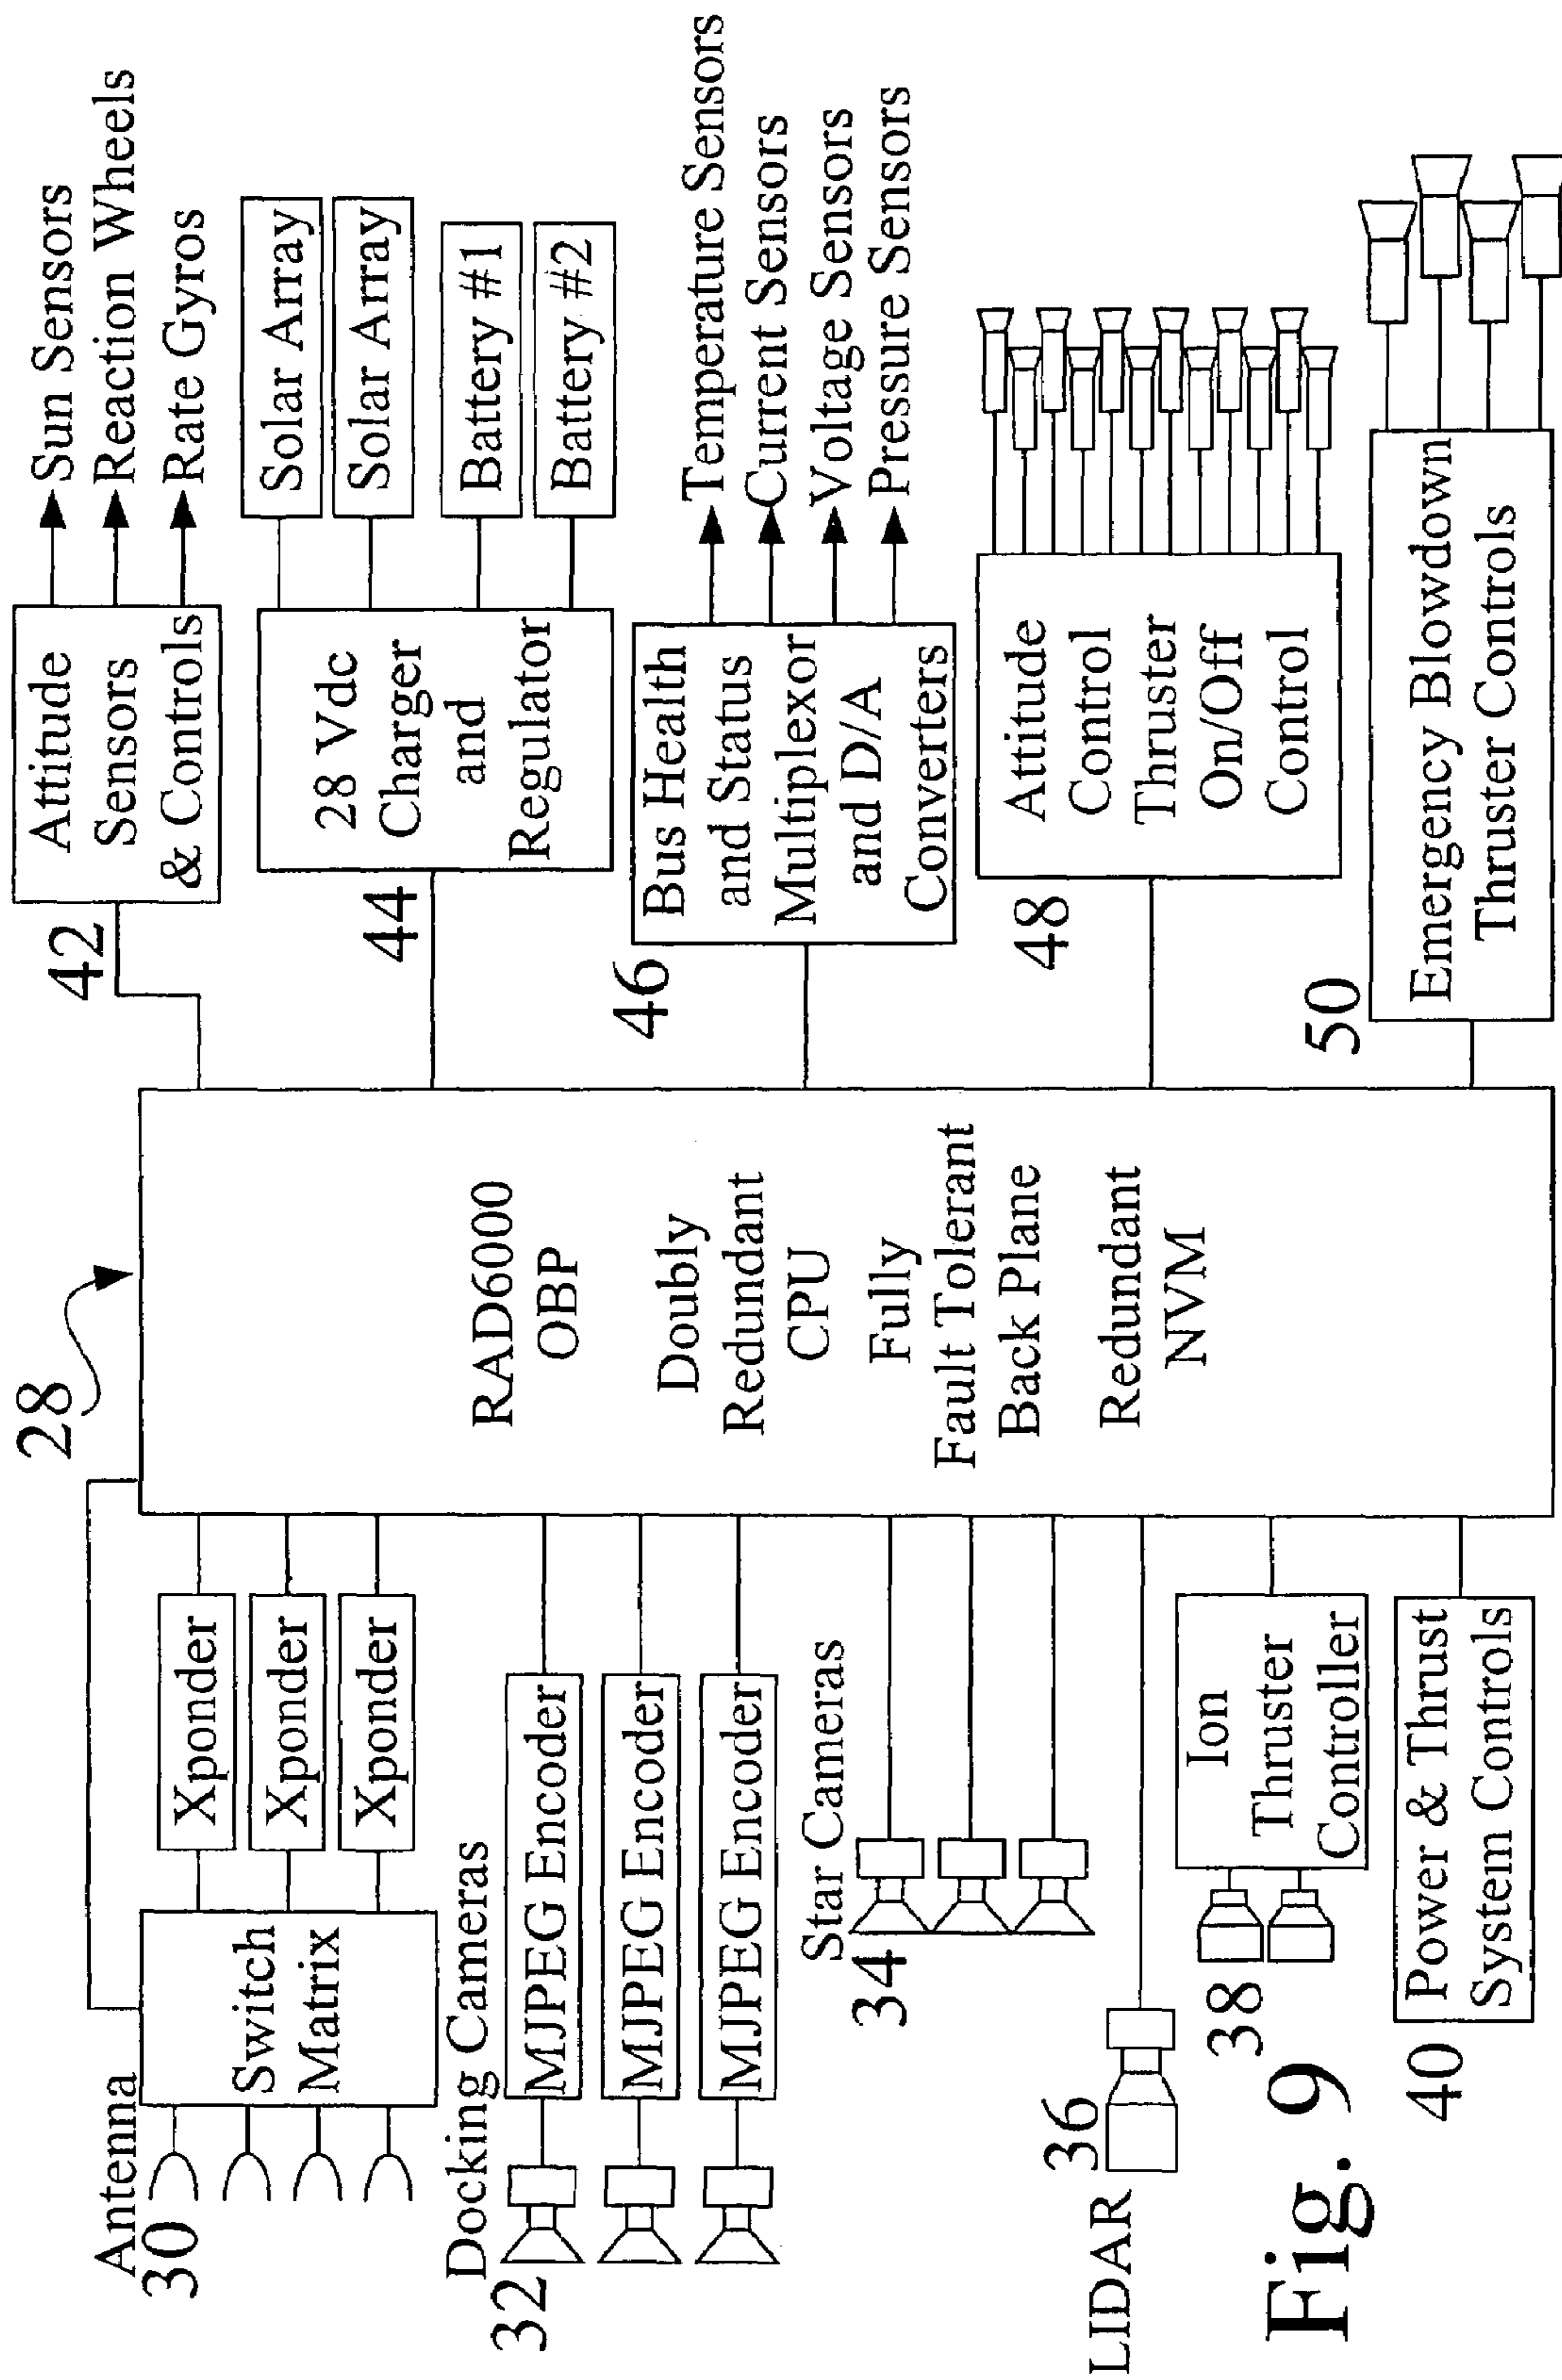 28
Antenna
30
Switch
Matrix
Xponder
Xponder
Xponder
Docking Cameras
32
MJPEG Encoder
MJPEG Encoder
MJPEG Encoder
Star Cameras
34
LIDAR
36
38
Ion
Thruster
Controller
40
Power & Thrust
System Controls
RAD6000
OBP
Doubly
Redundant
CPU
Fully
Fault Tolerant
Back Plane
Redundant
NVM
42
Attitude
Sensors
& Controls
Sun Sensors
Reaction Wheels
Rate Gyros
44
28 Vdc
Charger
and
Regulator
Solar Array
Solar Array
Battery #1
Battery #2
46
Bus Health
and Status
Multiplexor
and D/A
Converters
Temperature Sensors
Current Sensors
Voltage Sensors
Pressure Sensors
48
Attitude
Control
Thruster
On/Off
Control
50
Emergency Blowdown
Thruster Controls
Fig. 9